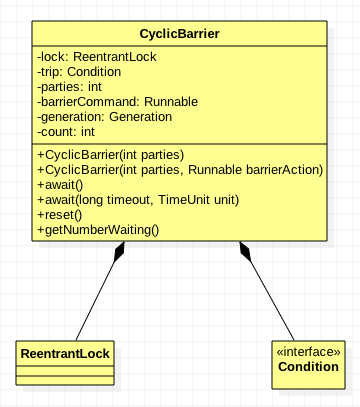 CyclicBarrier
-lock: ReentrantLock
-trip: Condition
-parties: int
-barrierCommand: Runnable
-generation: Generation
-count: int
+CyclicBarrier(int parties)
+CyclicBarrier(int parties, Runnable barrierAction)
+await()
+await(long timeout, TimeUnit unit)
+reset()
+getNumberWaiting()
ReentrantLock
«interface»
Condition